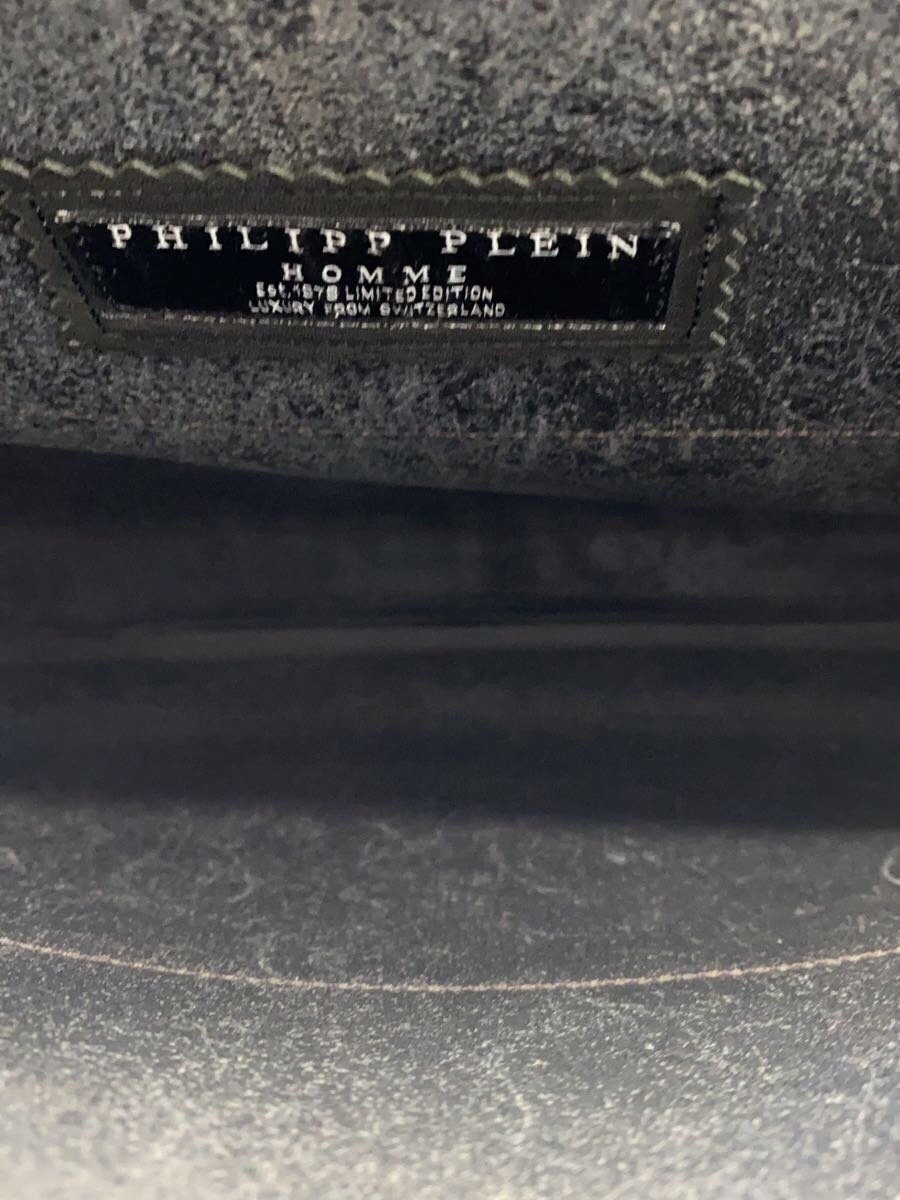 PHILIPP PLEIN
HOMME
Est.1978 LIMITED EDITION
LUXURY FROM SWITZERLAND